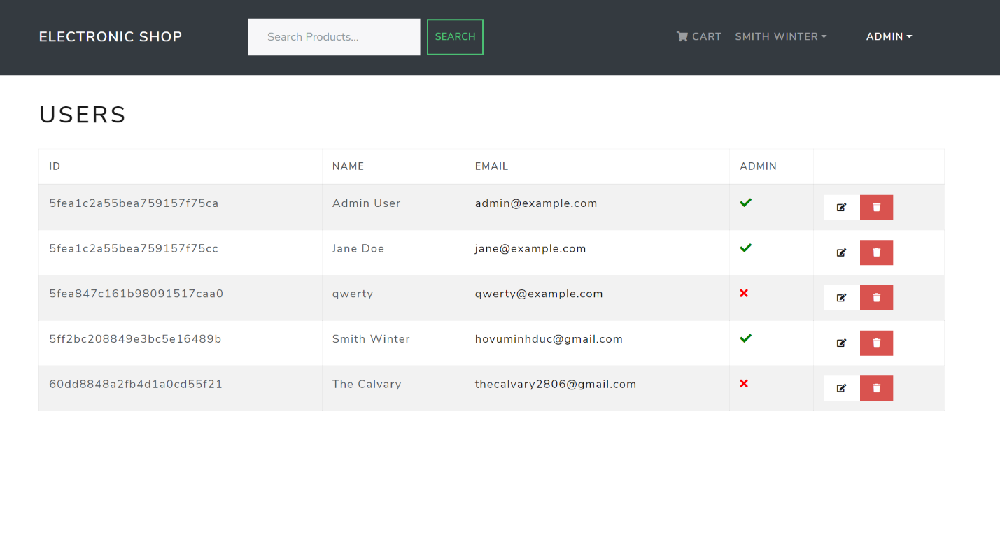 ELECTRONIC SHOP Search Products... SEARCH CART SMITH WINTER ADMIN
USERS
ID NAME EMAIL ADMIN
5fea1c2a55bea759157f75ca Admin User admin@example.com
5fea1c2a55bea759157f75cc Jane Doe jane@example.com
5fea847c161b98091517caa0 qwerty qwerty@example.com
5ff2bc208849e3bc5e16489b Smith Winter hovuminhduc@gmail.com
60dd8848a2fb4d1a0cd55f21 The Calvary thecalvary2806@gmail.com